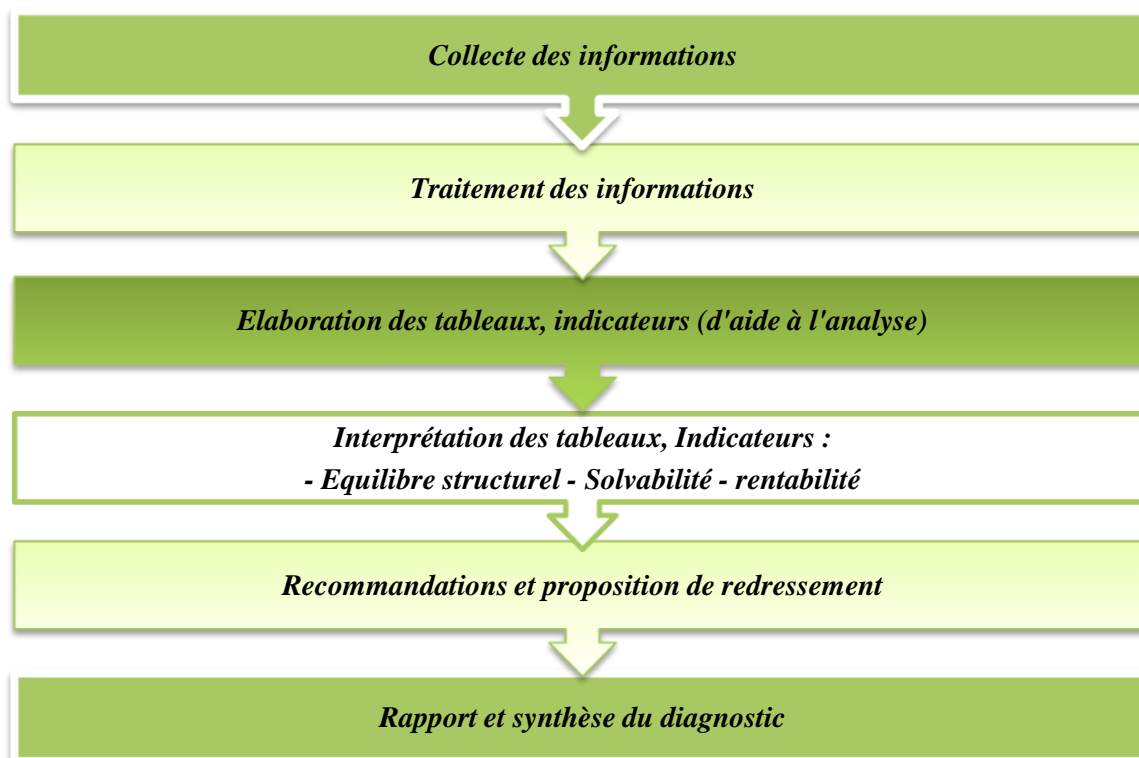 Collecte des informations
Traitement des informations
Elaboration des tableaux, indicateurs (d'aide à l'analyse)
Interprétation des tableaux, Indicateurs :
- Equilibre structurel - Solvabilité - rentabilité
Recommandations et proposition de redressement
Rapport et synthèse du diagnostic